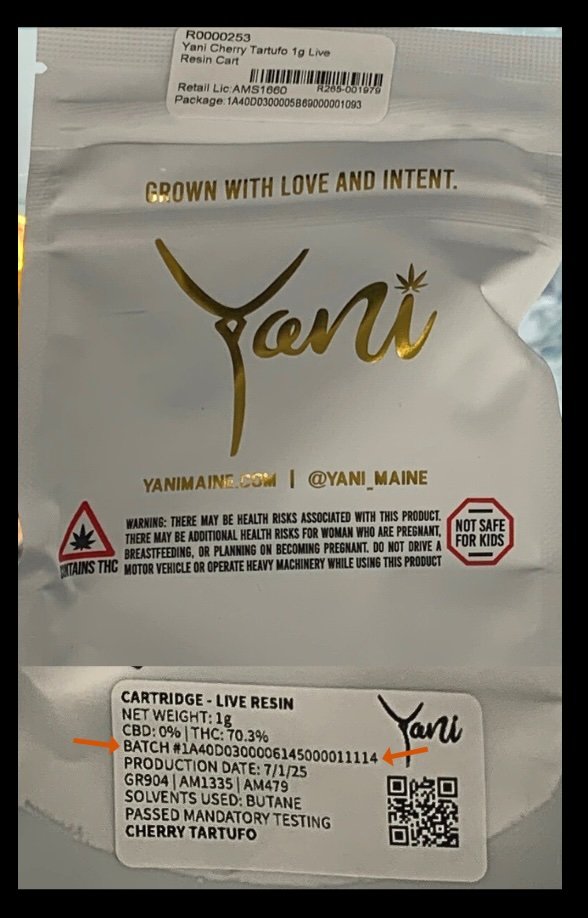 R0000253
Yani Cherry Tartufo 1g Live
Resin Cart
Retail Lic:AMS1660 R265-001979
Package:1A40D0300005B69000001093
GROWN WITH LOVE AND INTENT.
Yani
YANIMAINE.COM | @YANI_MAINE
WARNING: THERE MAY BE HEALTH RISKS ASSOCIATED WITH THIS PRODUCT.
THERE MAY BE ADDITIONAL HEALTH RISKS FOR WOMAN WHO ARE PREGNANT,
BREASTFEEDING, OR PLANNING ON BECOMING PREGNANT. DO NOT DRIVE A
MOTOR VEHICLE OR OPERATE HEAVY MACHINERY WHILE USING THIS PRODUCT
CONTAINS THC
NOT SAFE
FOR KIDS
CARTRIDGE - LIVE RESIN
NET WEIGHT: 1g
CBD: 0% | THC: 70.3%
BATCH #1A40D0300006145000011114
PRODUCTION DATE: 7/1/25
GR904 | AM1335 | AM479
SOLVENTS USED: BUTANE
PASSED MANDATORY TESTING
CHERRY TARTUFO
Yani